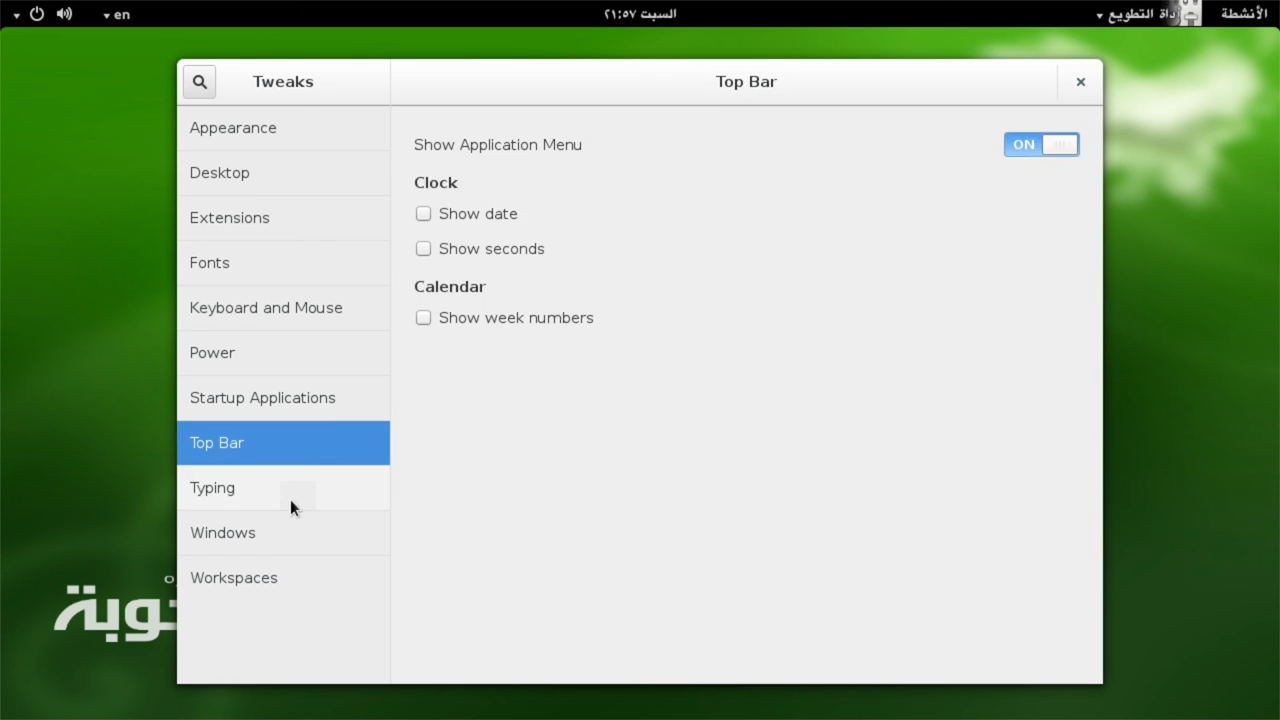 الأنشطة
أداة التطويع
السبت ٢١:٥٧
en
Tweaks
Top Bar
Appearance
Desktop
Extensions
Fonts
Keyboard and Mouse
Power
Startup Applications
Top Bar
Typing
Windows
Workspaces
Show Application Menu
ON
Clock
Show date
Show seconds
Calendar
Show week numbers